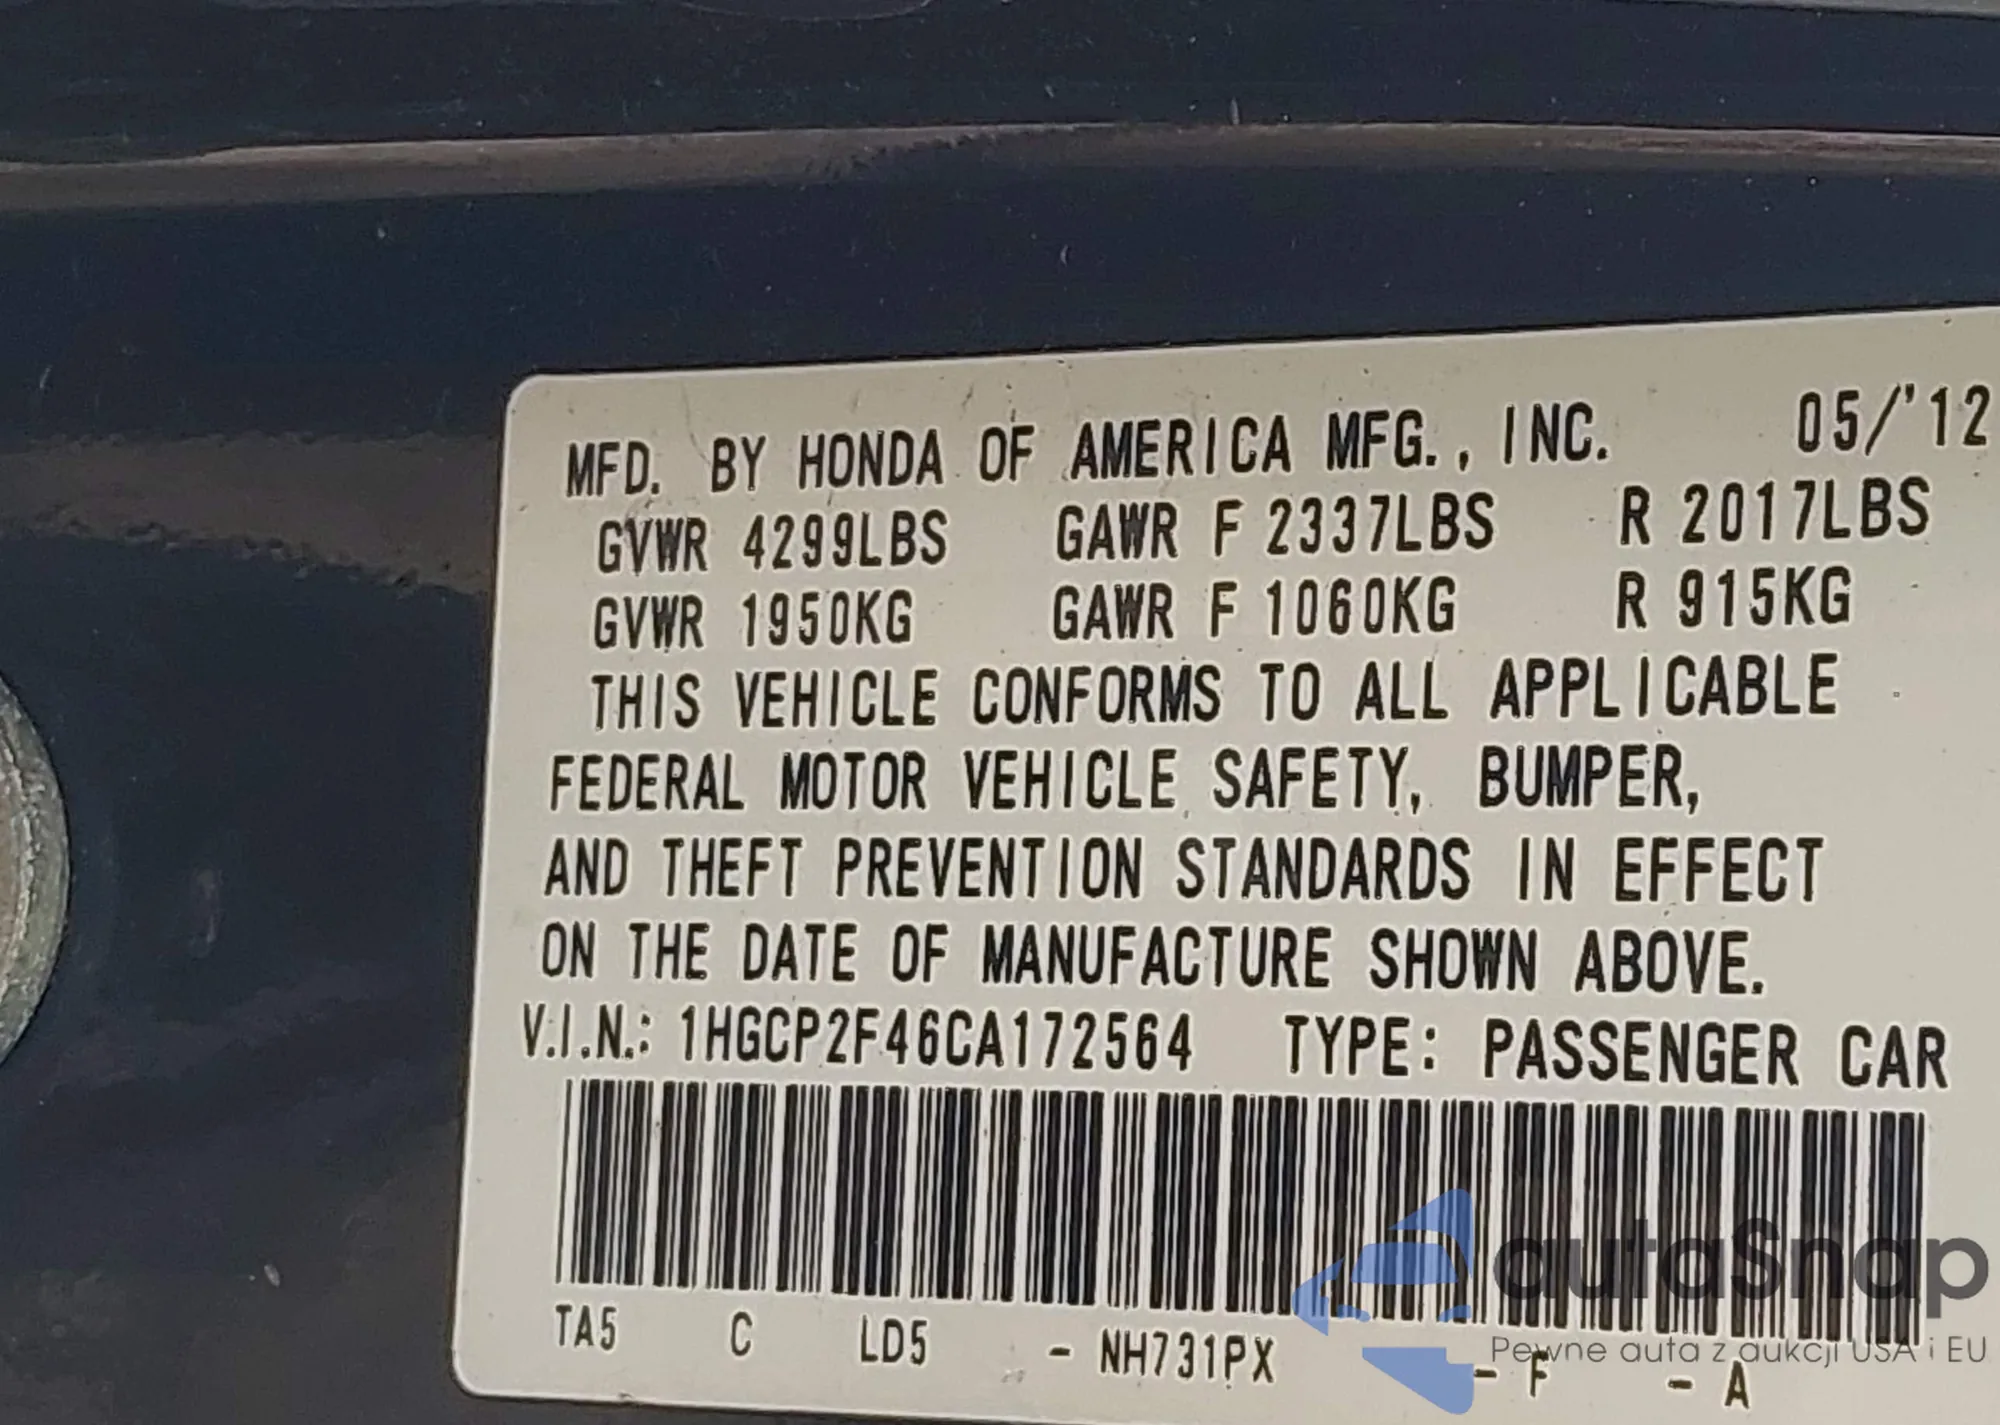 MFD. BY HONDA OF AMERICA MFG., INC. 05/'12
GVWR 4299LBS GAWR F 2337LBS R 2017LBS
GVWR 1950KG GAWR F 1060KG R 915KG
THIS VEHICLE CONFORMS TO ALL APPLICABLE
FEDERAL MOTOR VEHICLE SAFETY, BUMPER,
AND THEFT PREVENTION STANDARDS IN EFFECT
ON THE DATE OF MANUFACTURE SHOWN ABOVE.
V.I.N.: 1HGCP2F46CA172564 TYPE: PASSENGER CAR
autaSnap
Pewne auta z aukcji USA i EU
TA5 C LD5 - NH731PX - F - A